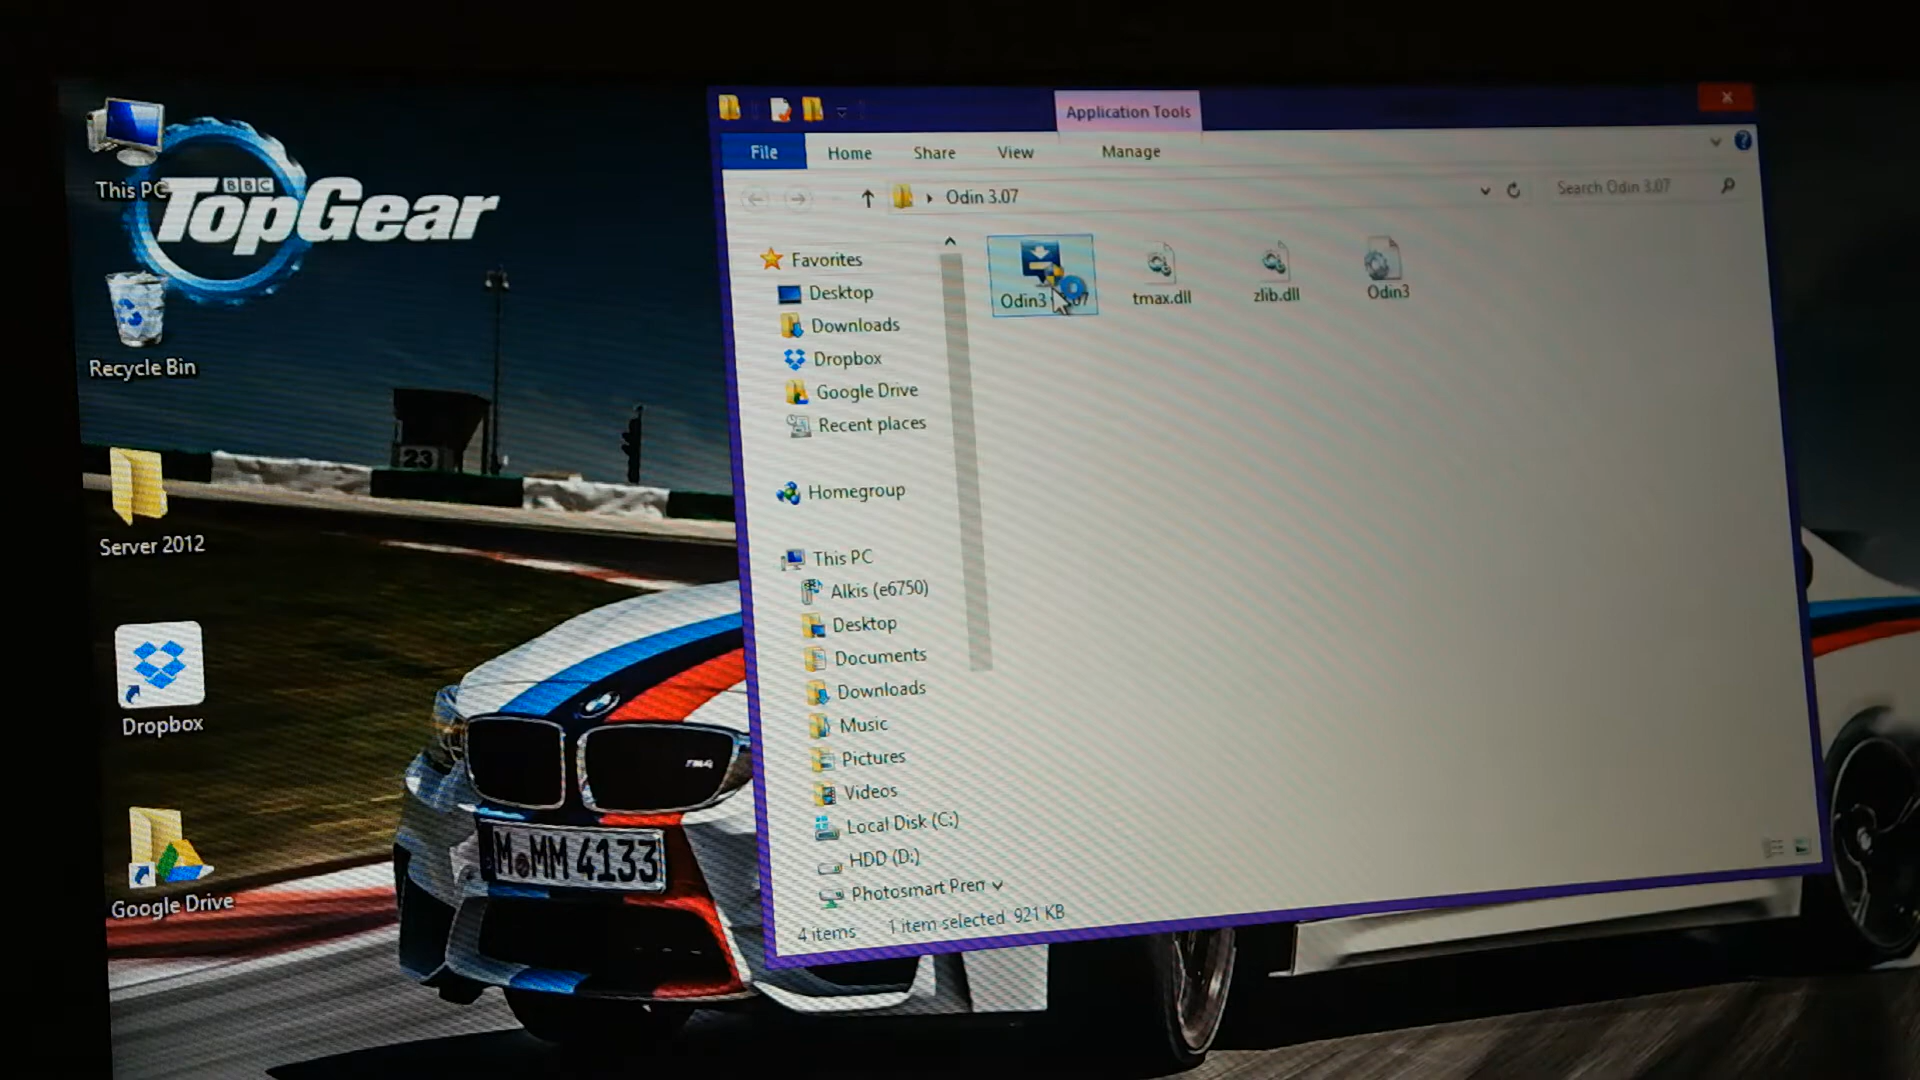 This PC
BBC
TopGear
Recycle Bin
Server 2012
Dropbox
Google Drive
23
M4
M MM 4133
Application Tools
File
Home
Share
View
Manage
Odin 3.07
Search Odin 3.07
Favorites
Desktop
Downloads
Dropbox
Google Drive
Recent places
Homegroup
This PC
Alkis (e6750)
Desktop
Documents
Downloads
Music
Pictures
Videos
Local Disk (C:)
HDD (D:)
Photosmart Prem
Odin3
tmax.dll
zlib.dll
Odin3
4 items
1 item selected 921 KB